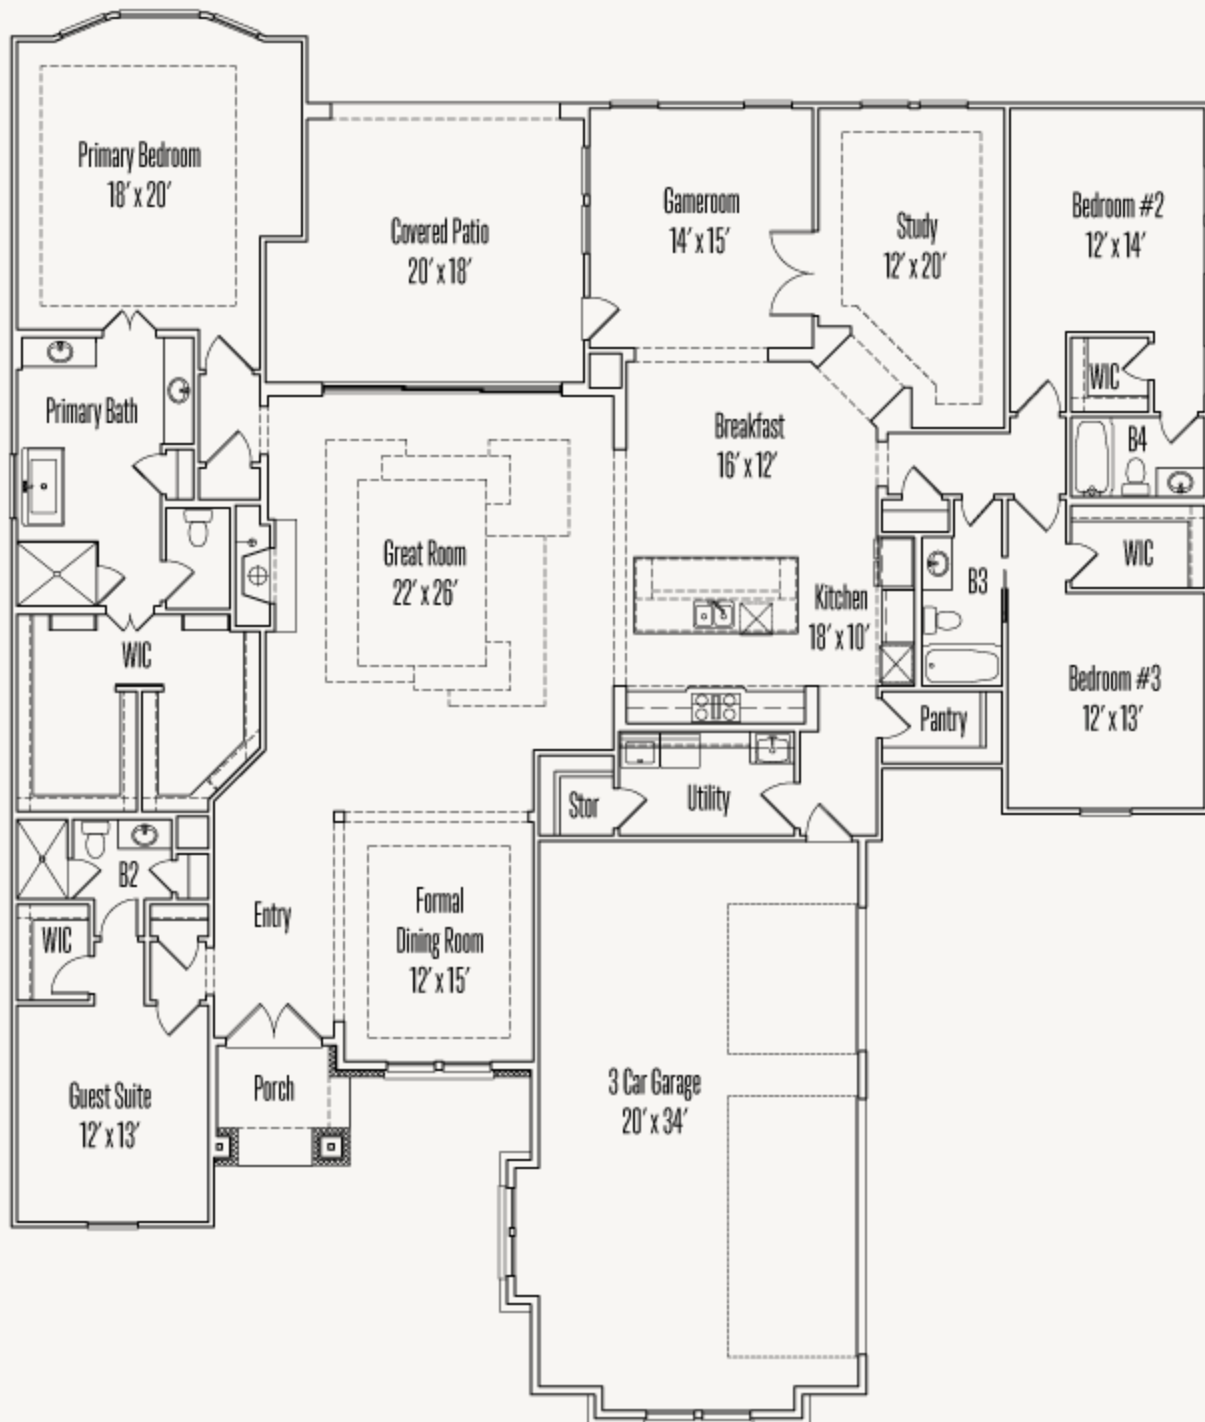 Primary Bedroom
18' x 20'
Covered Patio
20' x 18'
Gameroom
14' x 15'
Study
12' x 20'
Bedroom #2
12' x 14'
WIC
Primary Bath
Breakfast
16' x 12'
B4
Great Room
22' x 26'
Kitchen
18' x 10'
B3
WIC
WIC
Bedroom #3
12' x 13'
Pantry
Stor
Utility
B2
WIC
Entry
Formal
Dining Room
12' x 15'
Guest Suite
12' x 13'
Porch
3 Car Garage
20' x 34'